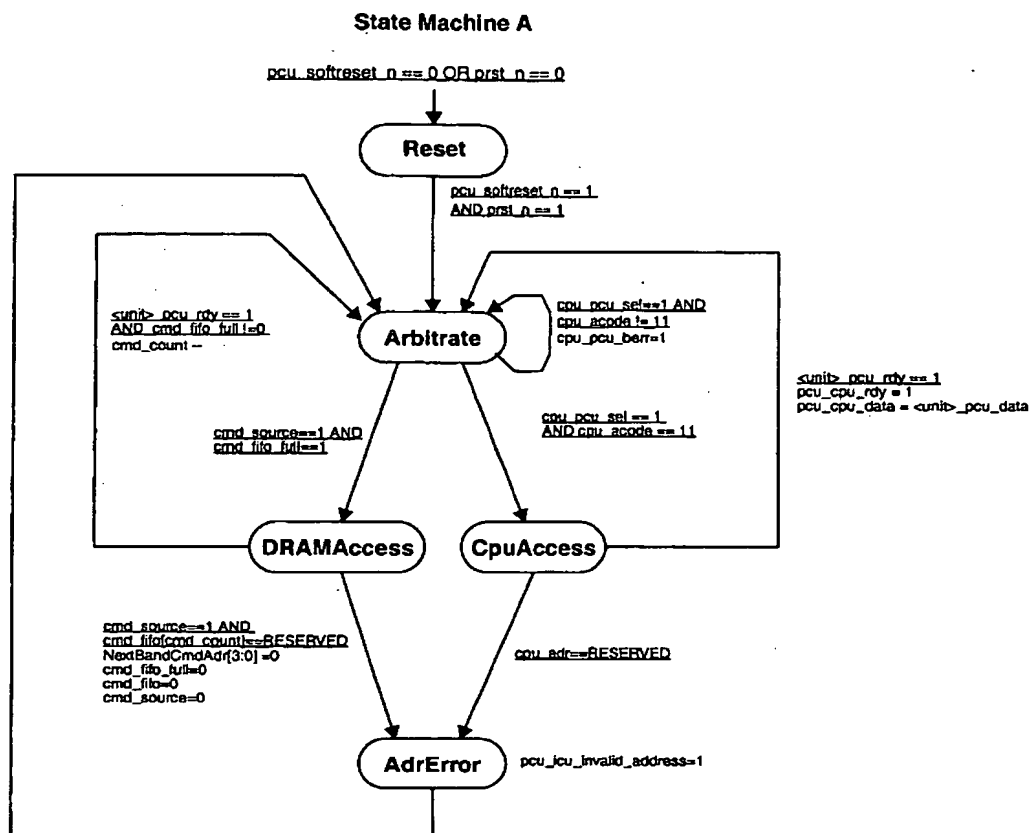 State Machine A
pcu_softreset_n == 0 OR prst_n == 0
Reset
pcu_softreset_n == 1
AND prst_n == 1
<unit>_pcu_rdy == 1
AND cmd_fifo_full !=0
cmd_count --
Arbitrate
cpu_pcu_sel==1 AND
cpu_acode != 11
cpu_pcu_berr=1
<unit>_pcu_rdy == 1
pcu_cpu_rdy = 1
pcu_cpu_data = <unit>_pcu_data
cmd_source==1 AND
cmd_fifo_full==1
cpu_pcu_sel == 1
AND cpu_acode == 11
DRAMAccess
CpuAccess
cmd_source==1 AND
cmd_fifo[cmd_count]==RESERVED
NextBandCmdAdr[3:0] =0
cmd_fifo_full=0
cmd_fifo=0
cmd_source=0
cpu_adr==RESERVED
AdrError
pcu_icu_invalid_address=1